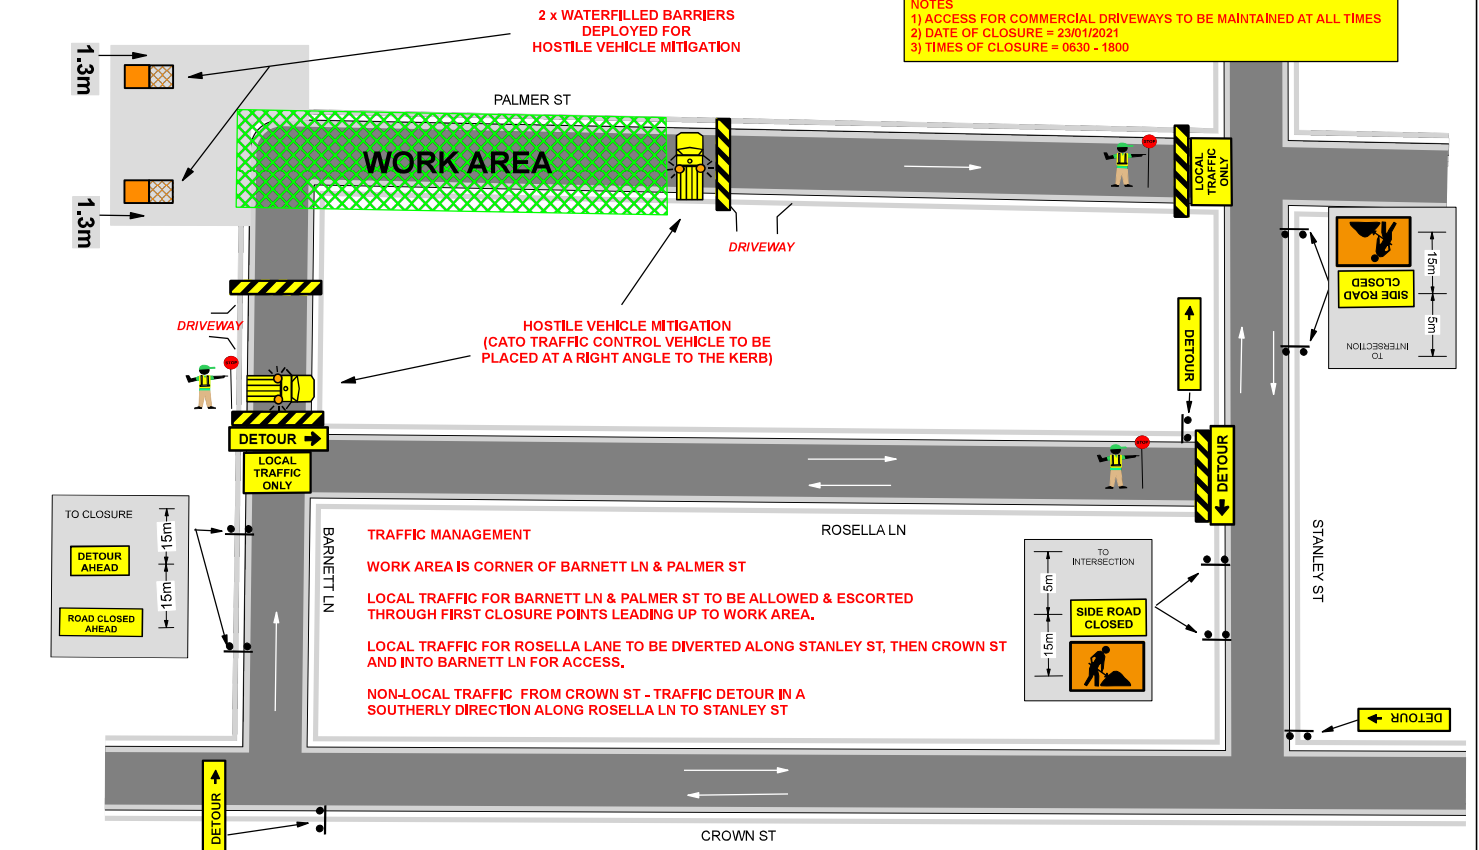 NOTES
1) ACCESS FOR COMMERCIAL DRIVEWAYS TO BE MAINTAINED AT ALL TIMES
2) DATE OF CLOSURE = 23/01/2021
3) TIMES OF CLOSURE = 0630 - 1800
2 x WATERFILLED BARRIERS
DEPLOYED FOR
HOSTILE VEHICLE MITIGATION
1.3m
1.3m
PALMER ST
WORK AREA
STOP
LOCAL
TRAFFIC
ONLY
DRIVEWAY
SIDE ROAD
CLOSED
15m
5m
TO
INTERSECTION
DRIVEWAY
HOSTILE VEHICLE MITIGATION
(CATO TRAFFIC CONTROL VEHICLE TO BE
PLACED AT A RIGHT ANGLE TO THE KERB)
DETOUR
STOP
DETOUR
LOCAL
TRAFFIC
ONLY
STOP
DETOUR
TO CLOSURE
DETOUR
AHEAD
ROAD CLOSED
AHEAD
15m
15m
BARNETT LN
ROSELLA LN
STANLEY ST
TRAFFIC MANAGEMENT
WORK AREA IS CORNER OF BARNETT LN & PALMER ST
LOCAL TRAFFIC FOR BARNETT LN & PALMER ST TO BE ALLOWED & ESCORTED
THROUGH FIRST CLOSURE POINTS LEADING UP TO WORK AREA.
LOCAL TRAFFIC FOR ROSELLA LANE TO BE DIVERTED ALONG STANLEY ST, THEN CROWN ST
AND INTO BARNETT LN FOR ACCESS.
NON-LOCAL TRAFFIC FROM CROWN ST - TRAFFIC DETOUR IN A
SOUTHERLY DIRECTION ALONG ROSELLA LN TO STANLEY ST
TO
INTERSECTION
5m
15m
SIDE ROAD
CLOSED
DETOUR
DETOUR
CROWN ST